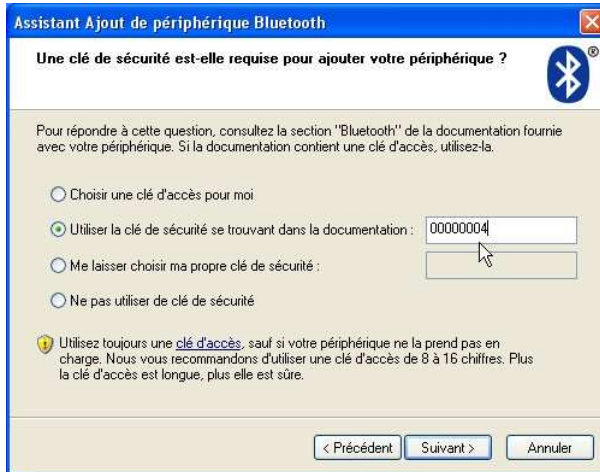 Assistant Ajout de périphérique Bluetooth
Une clé de sécurité est-elle requise pour ajouter votre périphérique ?
®
Pour répondre à cette question, consultez la section "Bluetooth" de la documentation fournie
avec votre périphérique. Si la documentation contient une clé d'accès, utilisez-la.
Choisir une clé d'accès pour moi
Utiliser la clé de sécurité se trouvant dans la documentation : 00000004
Me laisser choisir ma propre clé de sécurité :
Ne pas utiliser de clé de sécurité
Utilisez toujours une clé d'accès, sauf si votre périphérique ne la prend pas en
charge. Nous vous recommandons d'utiliser une clé d'accès de 8 à 16 chiffres. Plus
la clé d'accès est longue, plus elle est sûre.
< Précédent Suivant > Annuler